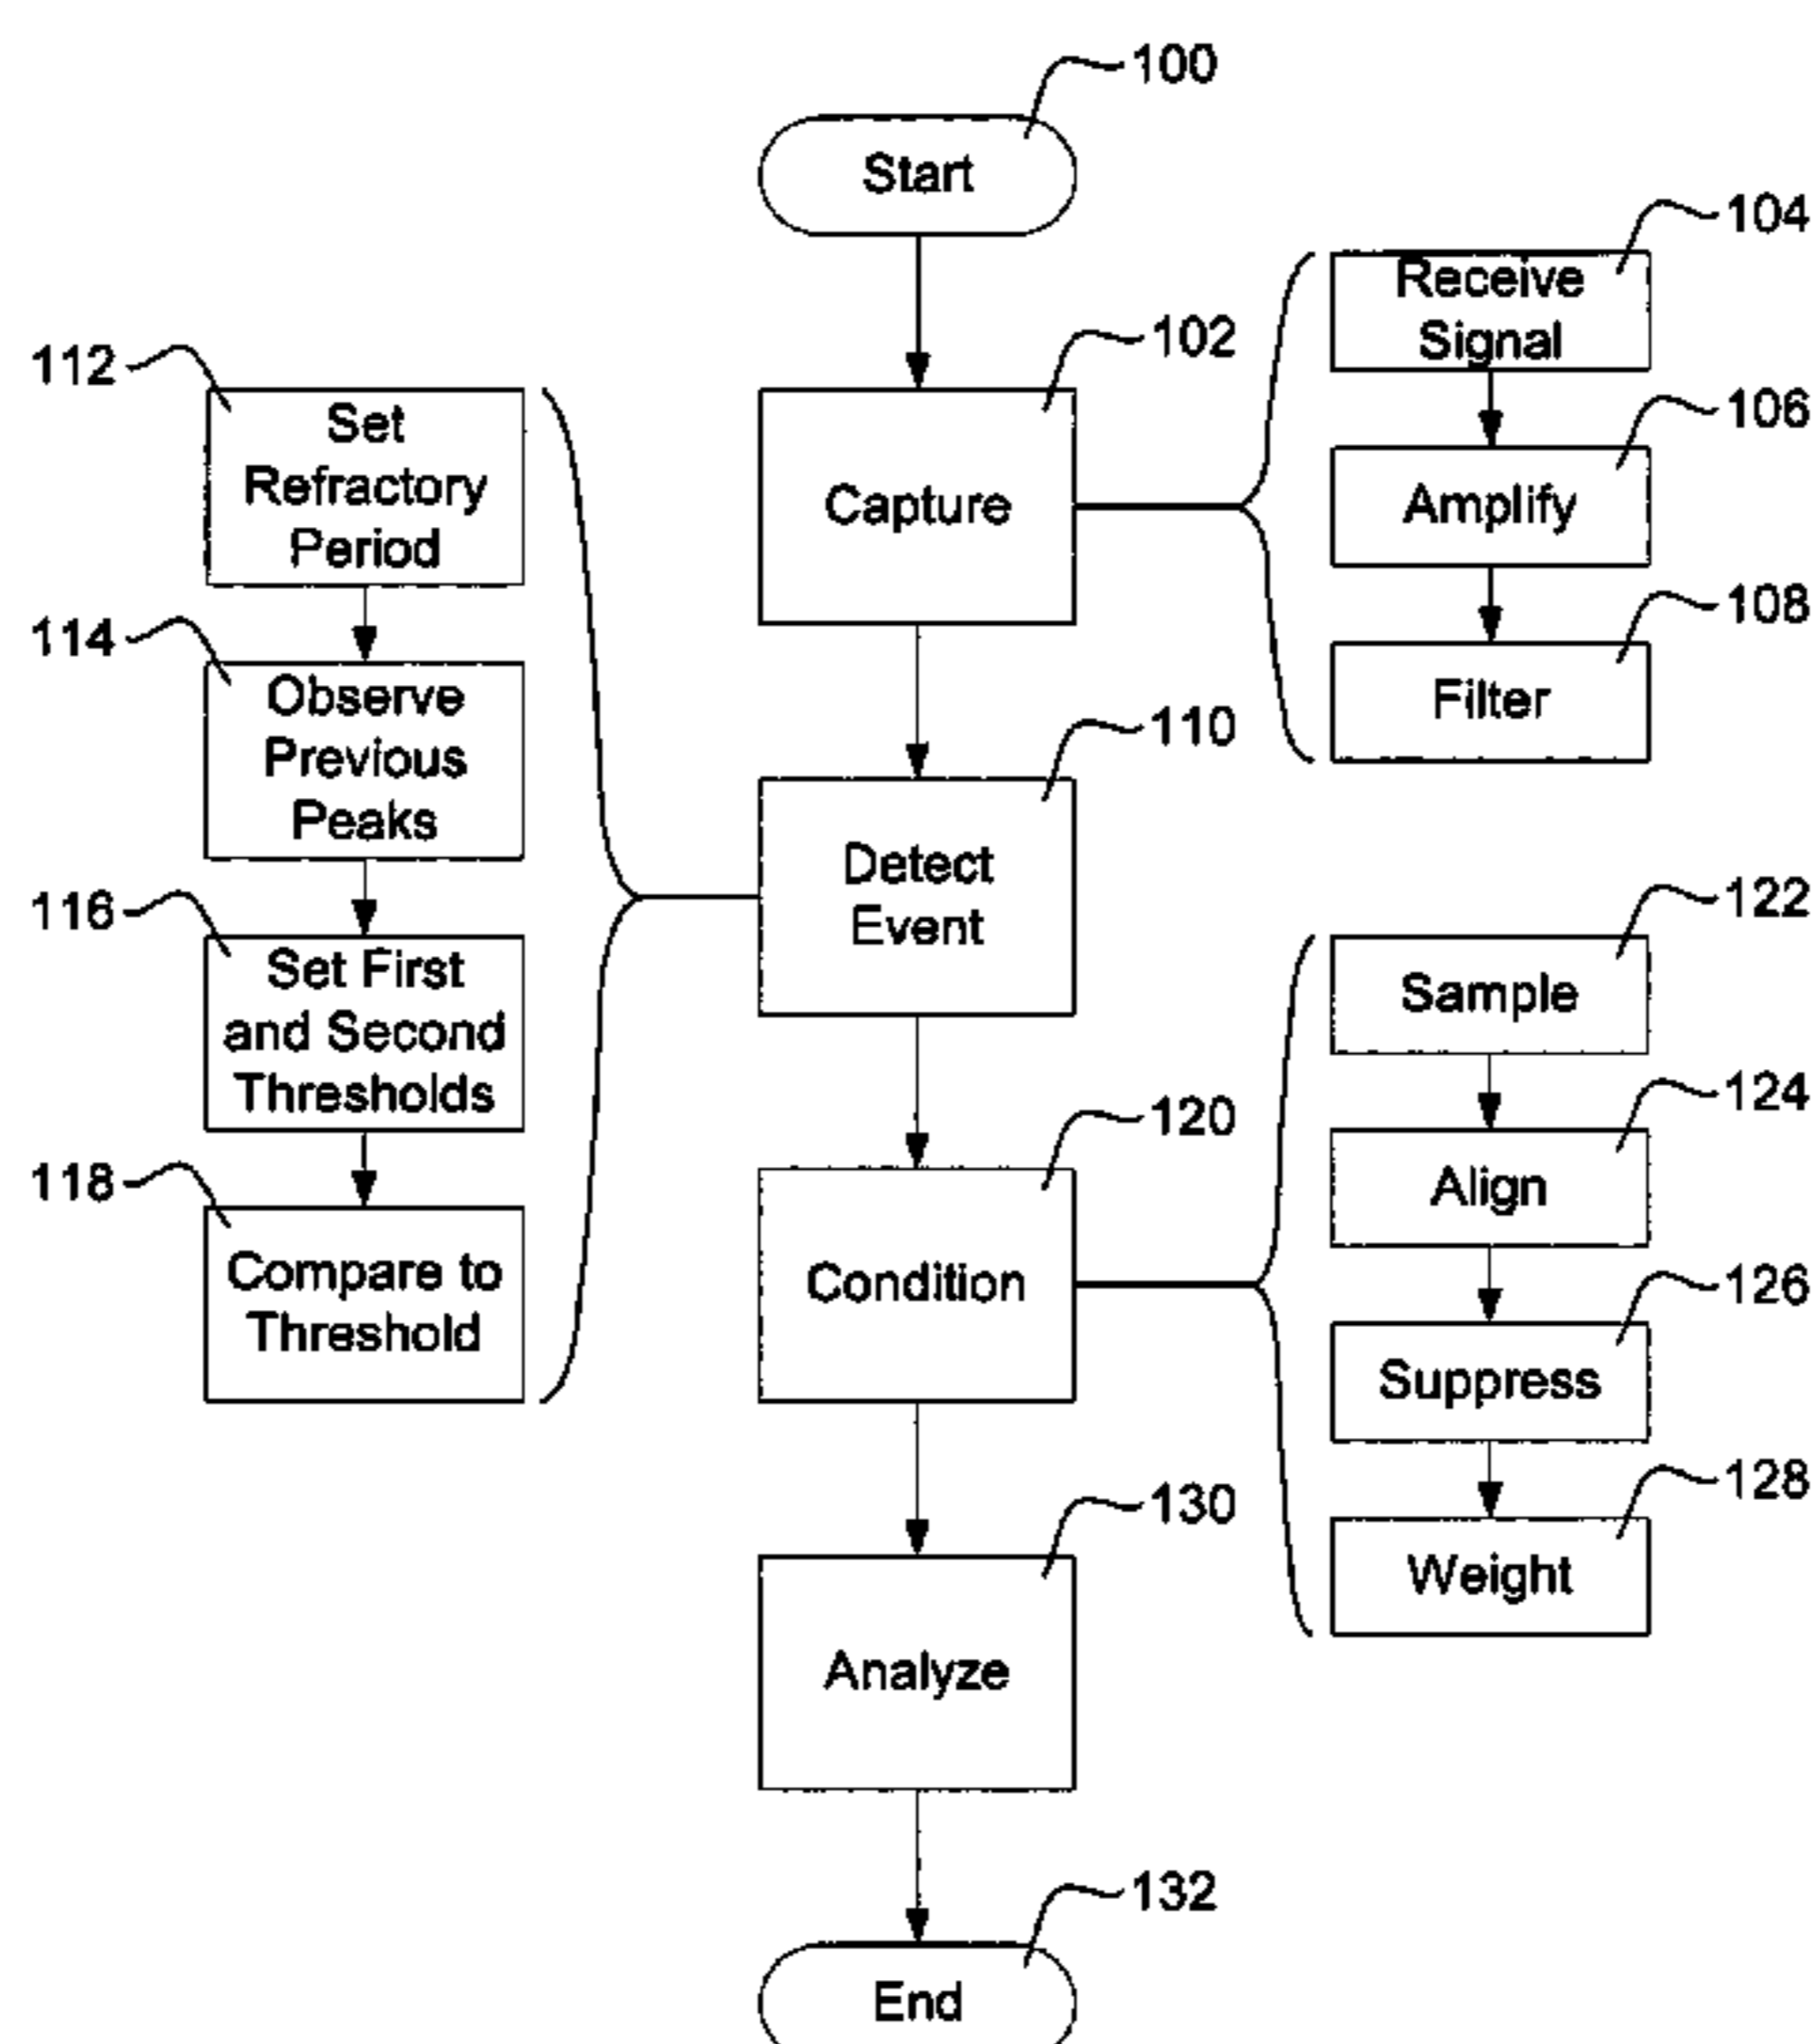 100
Start
102
Capture
104
Receive
Signal
106
Amplify
108
Filter
110
Detect
Event
112
Set
Refractory
Period
114
Observe
Previous
Peaks
116
Set First
and Second
Thresholds
118
Compare to
Threshold
120
Condition
122
Sample
124
Align
126
Suppress
128
Weight
130
Analyze
132
End